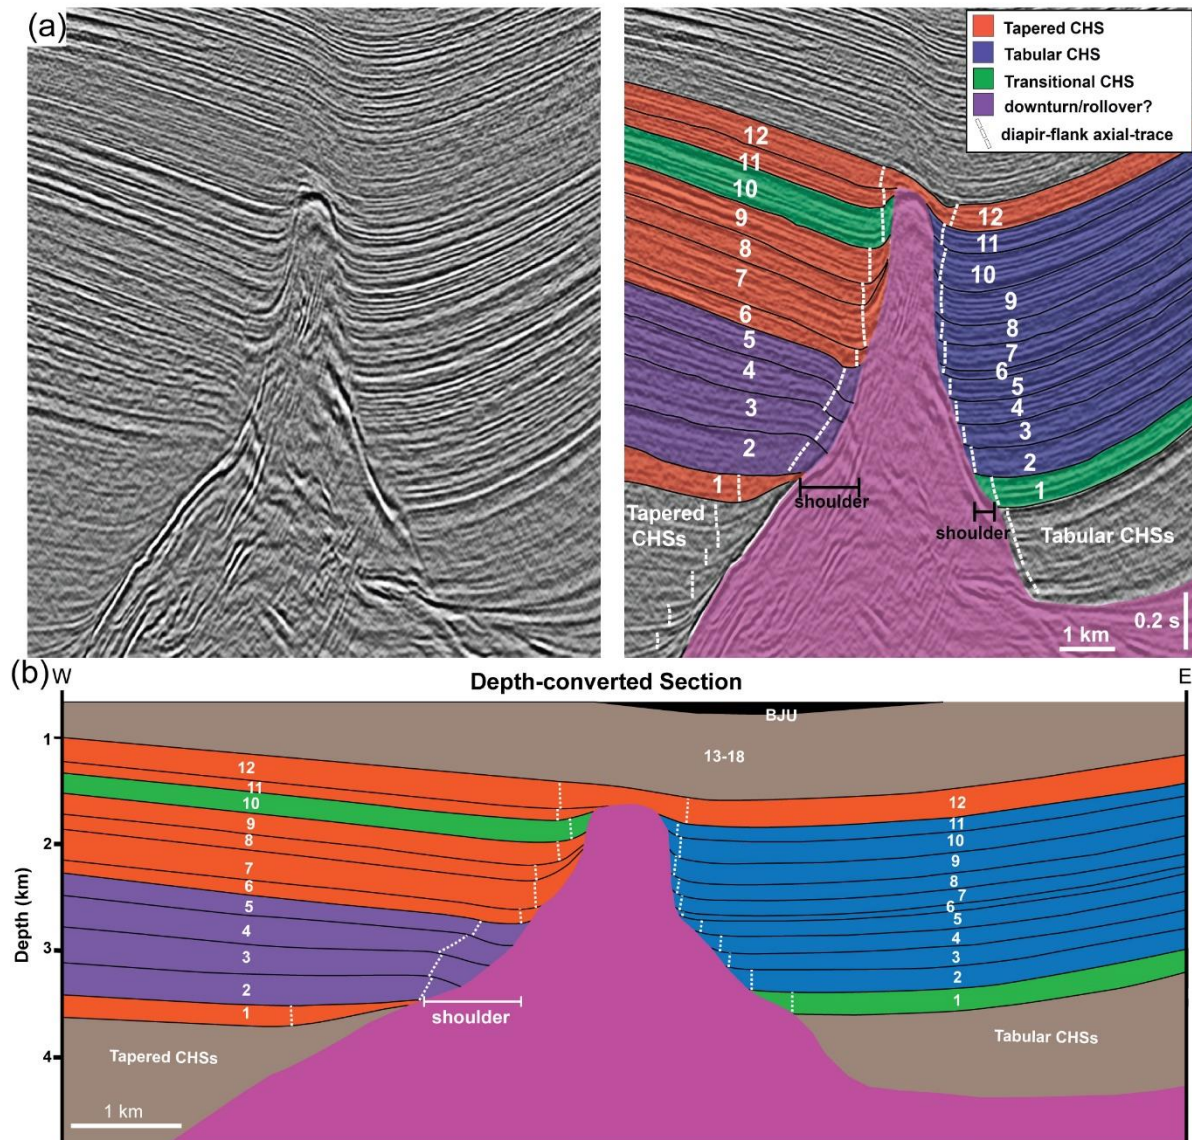 (a)
Tapered CHS
Tabular CHS
Transitional CHS
downturn/rollover?
diapir-flank axial-trace
12
11
10
9
8
7
6
5
4
3
2
1
12
11
10
9
8
7
6
5
4
3
2
1
shoulder
shoulder
Tapered
CHSs
Tabular CHSs
0.2 s
1 km
(b)
W
Depth-converted Section
E
BJU
13-18
1
2
3
4
Depth (km)
12
11
10
9
8
7
6
5
4
3
2
1
12
11
10
9
8
7
6
5
4
3
2
1
shoulder
Tapered CHSs
Tabular CHSs
1 km